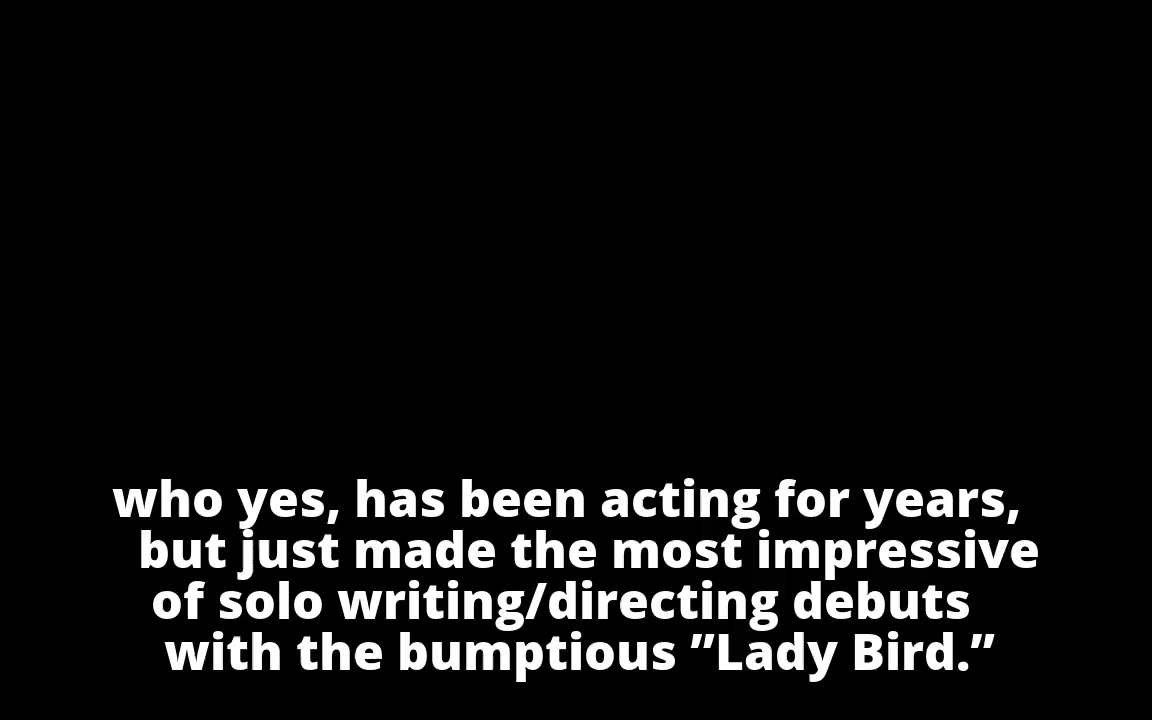 who yes, has been acting for years,
but just made the most impressive
of solo writing/directing debuts
with the bumptious ”Lady Bird.”